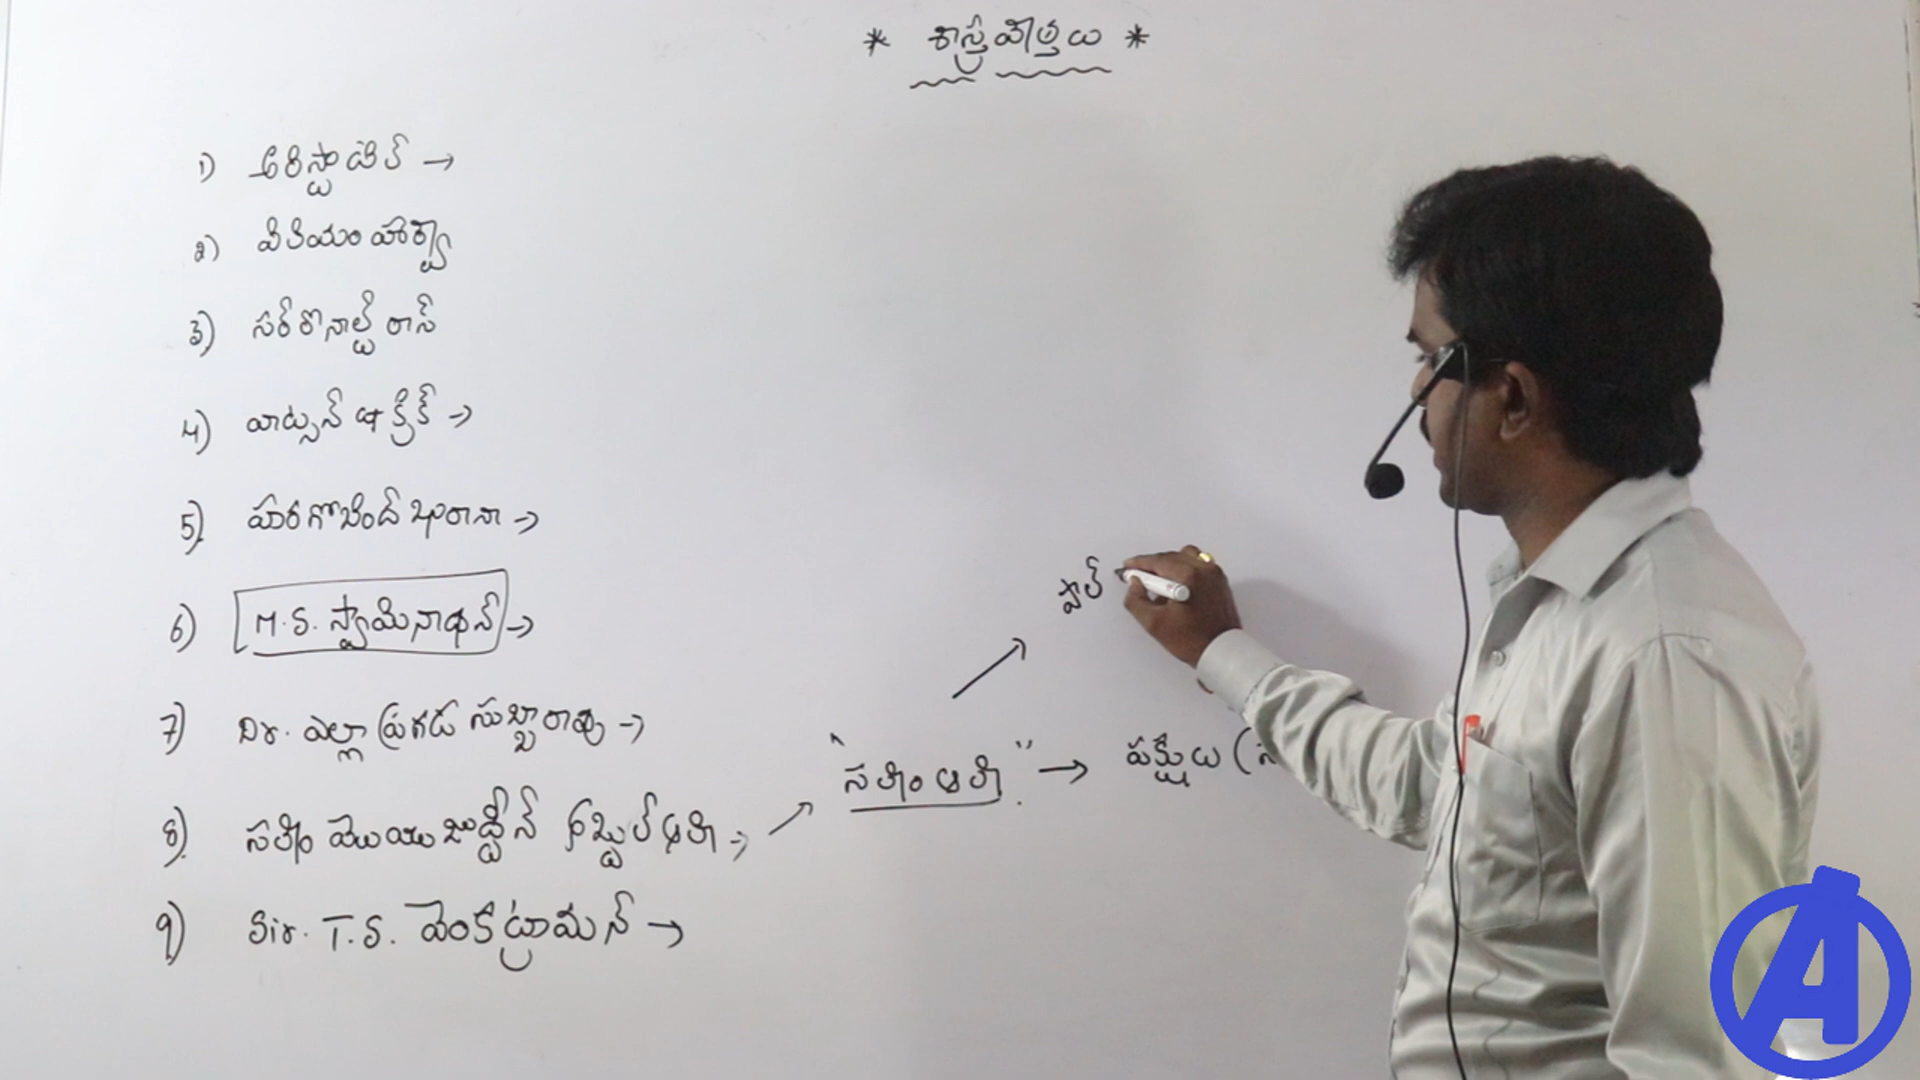 * శాస్త్రవేత్తలు *
1) అరిస్టాటిల్ →
2) విలియం హార్వే
3) సర్ రొనాల్డ్ రాస్
4) వాట్సన్ & క్రిక్ →
5) హరగోబింద్ ఖురానా →
6) M.S. స్వామినాథన్ →
7) Dr. ఎల్లాప్రగడ సుబ్బారావు →
8) సలీం మొయిజుద్దీన్ అబ్దుల్ అలీ →
"సలీం అలీ" → పక్షులు (
9) Sir. T.S. వెంకట్రామన్ →